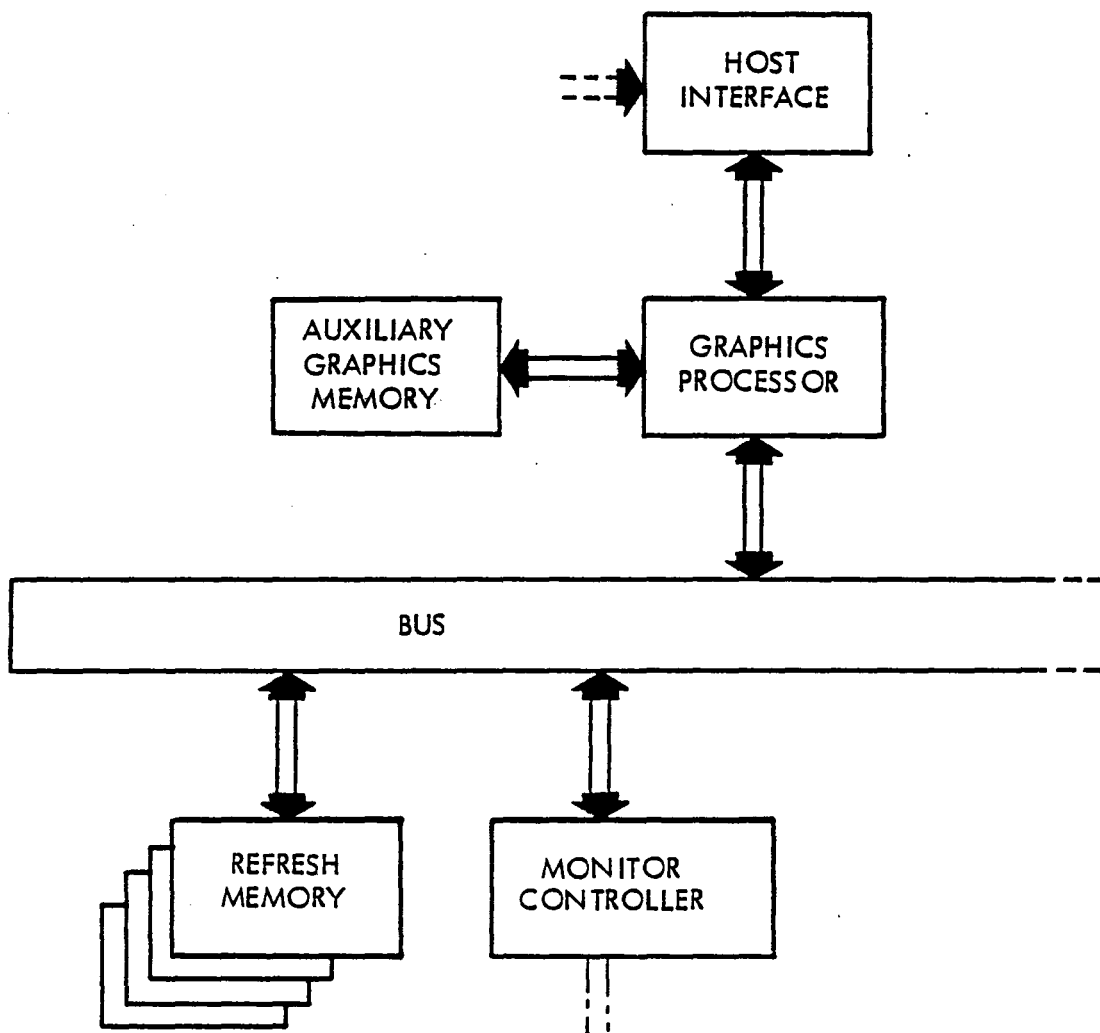 HOST
INTERFACE
AUXILIARY
GRAPHICS
MEMORY
GRAPHICS
PROCESSOR
BUS
REFRESH
MEMORY
MONITOR
CONTROLLER